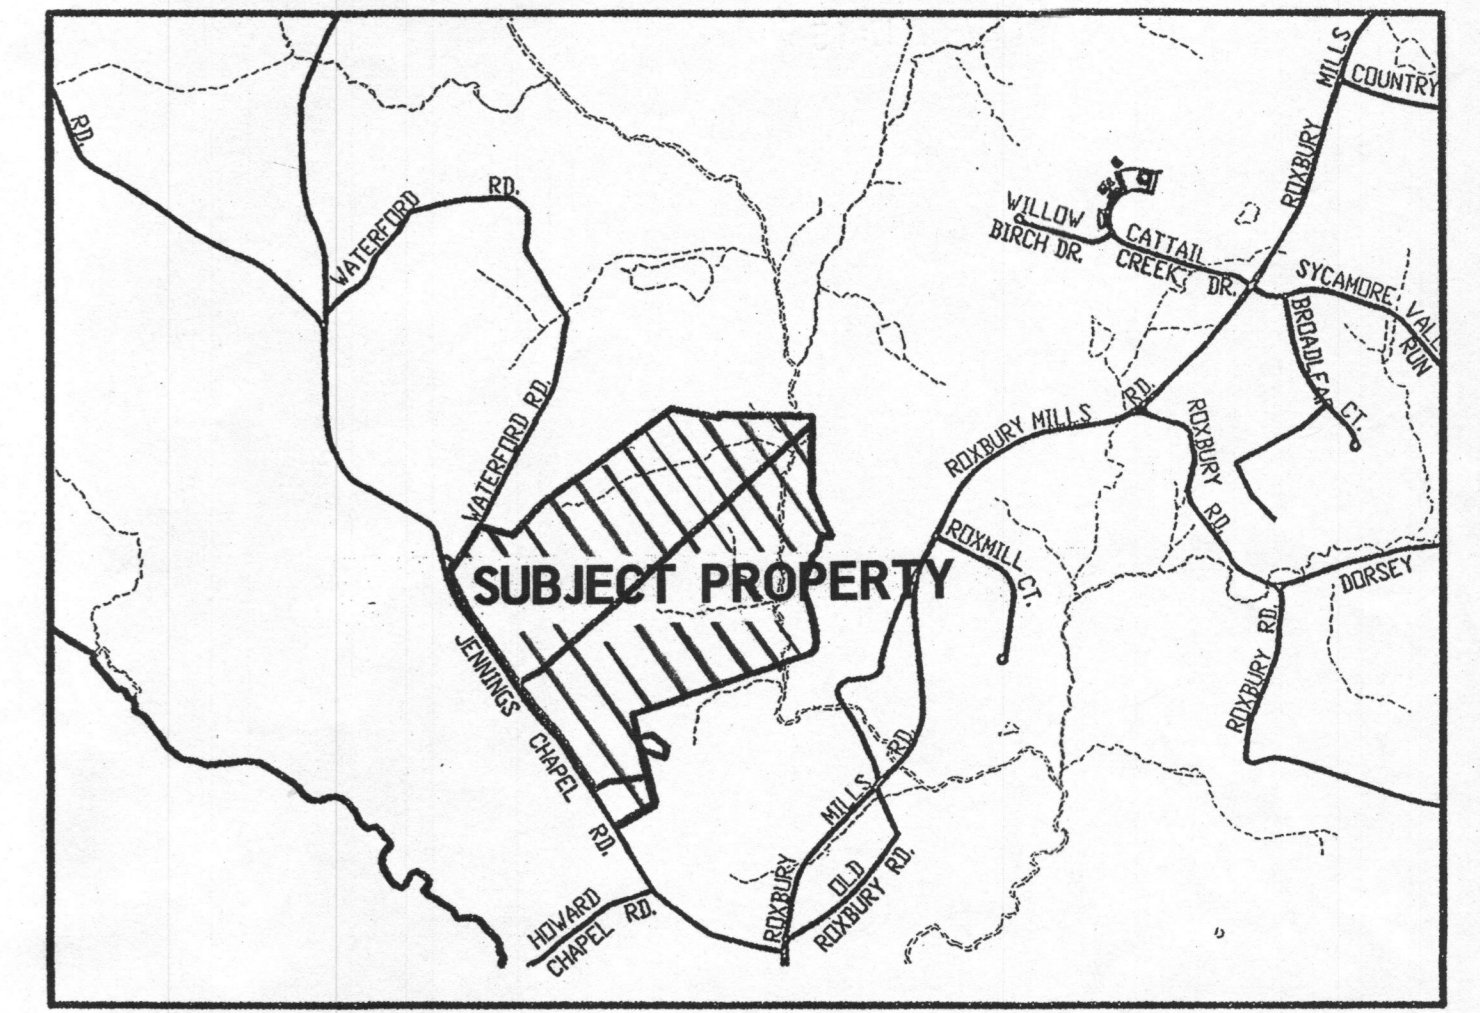 MILLS
COUNTRY
RD.
ROXBURY
WATERFORD
RD.
WILLOW
BIRCH DR.
CATTAIL
CREEK
DR.
SYCAMORE
VALL
RUN
BROADLEAF
CT.
WATERFORD RD.
ROXBURY MILLS
RD.
ROXBURY
RD.
ROXMILL
CT.
DORSEY
SUBJECT PROPERTY
JENNINGS
CHAPEL
RD.
ROXBURY
RD.
ROXBURY
MILLS
RD.
OLD
ROXBURY RD.
HOWARD
CHAPEL
RD.